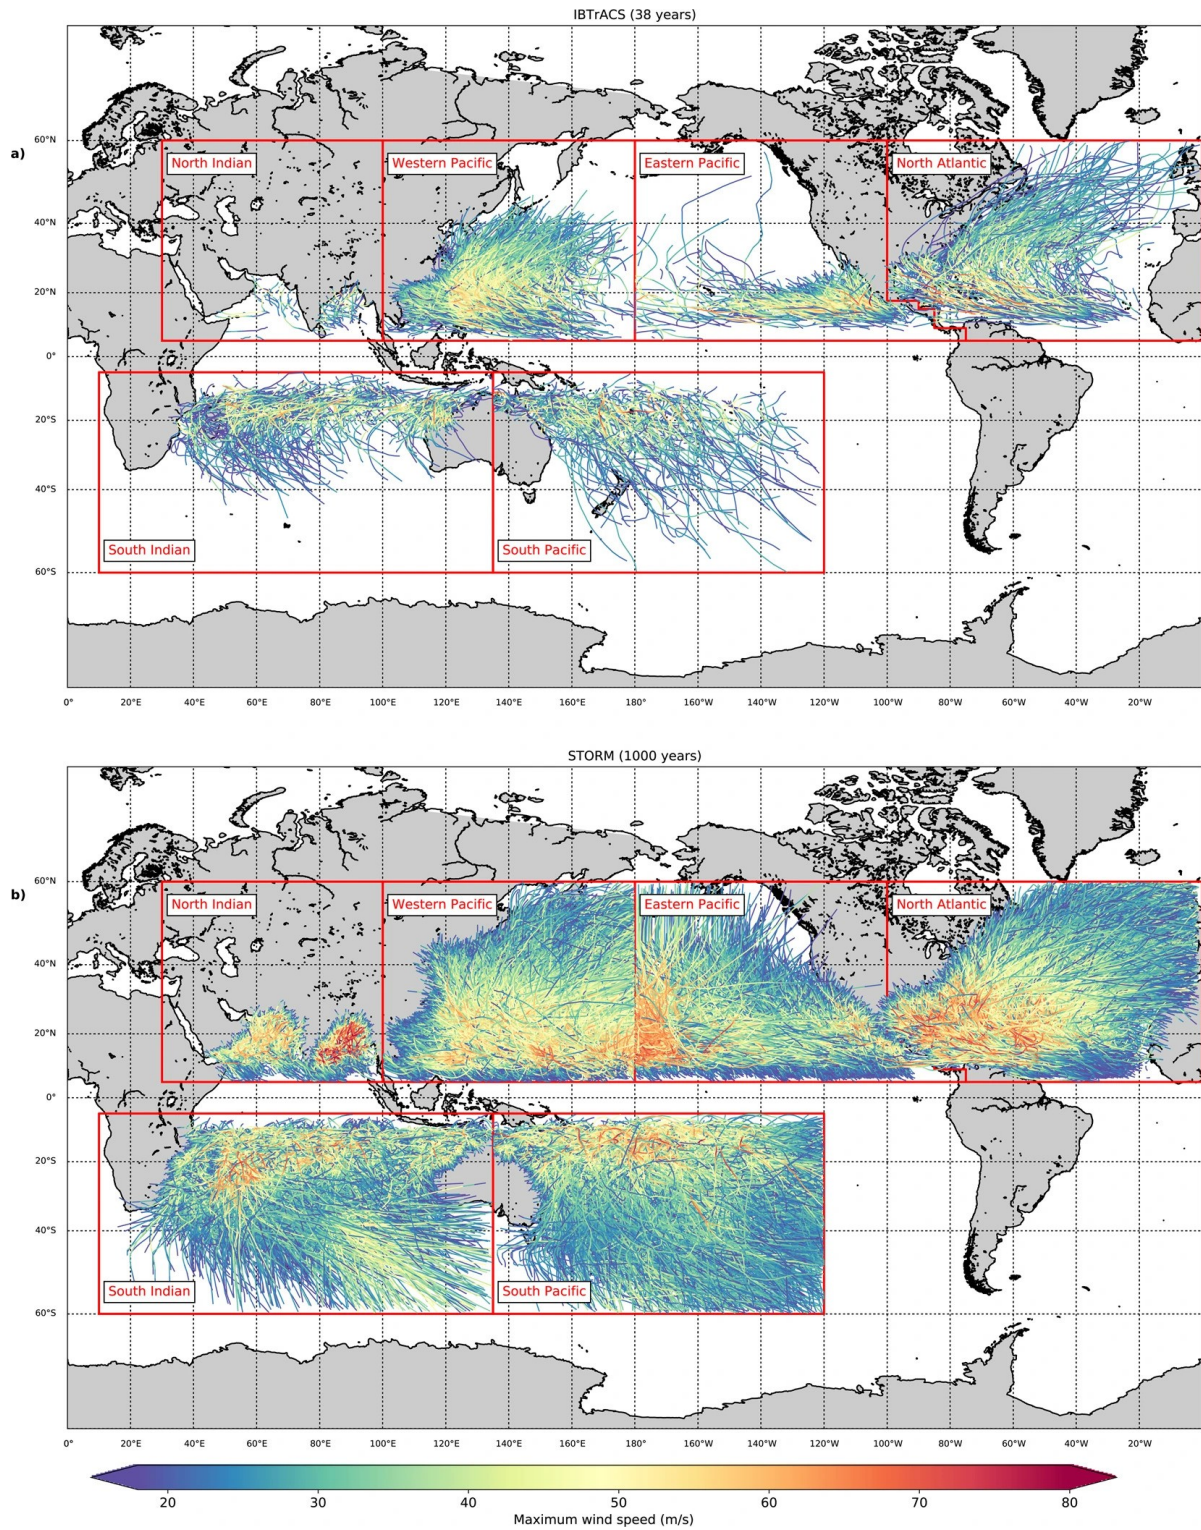 IBTrACS (38 years)
a)
60°N
40°N
20°N
0°
20°S
40°S
60°S
North Indian
Western Pacific
Eastern Pacific
North Atlantic
South Indian
South Pacific
0° 20°E 40°E 60°E 80°E 100°E 120°E 140°E 160°E 180° 160°W 140°W 120°W 100°W 80°W 60°W 40°W 20°W
STORM (1000 years)
b)
60°N
40°N
20°N
0°
20°S
40°S
60°S
North Indian
Western Pacific
Eastern Pacific
North Atlantic
South Indian
South Pacific
0° 20°E 40°E 60°E 80°E 100°E 120°E 140°E 160°E 180° 160°W 140°W 120°W 100°W 80°W 60°W 40°W 20°W
20 30 40 50 60 70 80
Maximum wind speed (m/s)